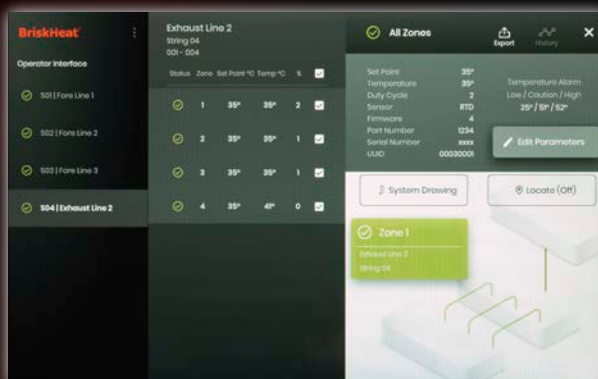 BriskHeat
Operator Interface
S01 | Fore Line 1
S02 | Fore Line 2
S03 | Fore Line 3
S04 | Exhaust Line 2
Exhaust Line 2
String 04
001 - 004
Status Zone Set Point °C Temp °C %
1 35° 35° 2
2 35° 35° 1
3 35° 35° 1
4 35° 41° 0
All Zones
Export
History
Set Point 35°
Temperature 35°
Duty Cycle 2
Sensor RTD
Firmware 4
Part Number 1234
Serial Number xxxx
UUID 00030001
Temperature Alarm
Low / Caution / High
25° / 51° / 52°
Edit Parameters
System Drawing
Locate (Off)
Zone 1
Exhaust Line 2
String 04